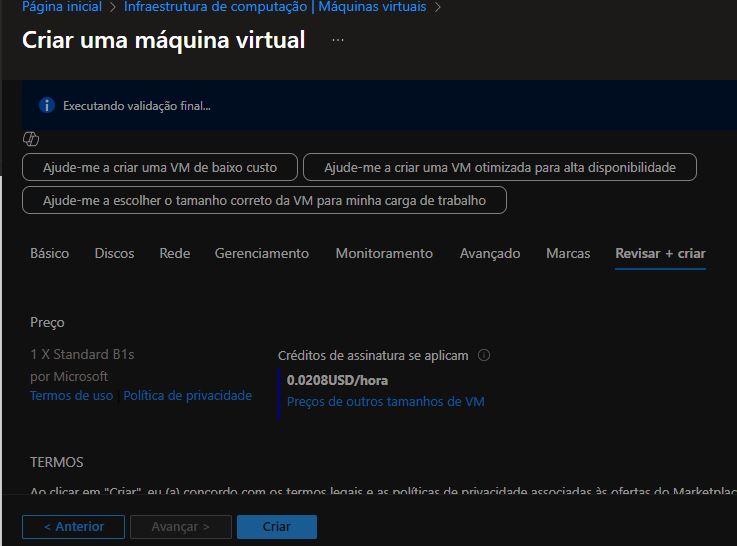 Página inicial > Infraestrutura de computação | Máquinas virtuais >
Criar uma máquina virtual ...
Executando validação final...
Ajude-me a criar uma VM de baixo custo
Ajude-me a criar uma VM otimizada para alta disponibilidade
Ajude-me a escolher o tamanho correto da VM para minha carga de trabalho
Básico Discos Rede Gerenciamento Monitoramento Avançado Marcas Revisar + criar
Preço
1 X Standard B1s
por Microsoft
Termos de uso | Política de privacidade
Créditos de assinatura se aplicam
0.0208USD/hora
Preços de outros tamanhos de VM
TERMOS
Ao clicar em "Criar", eu (a) concordo com os termos legais e as políticas de privacidade associadas às ofertas do Marketplac
< Anterior
Avançar >
Criar